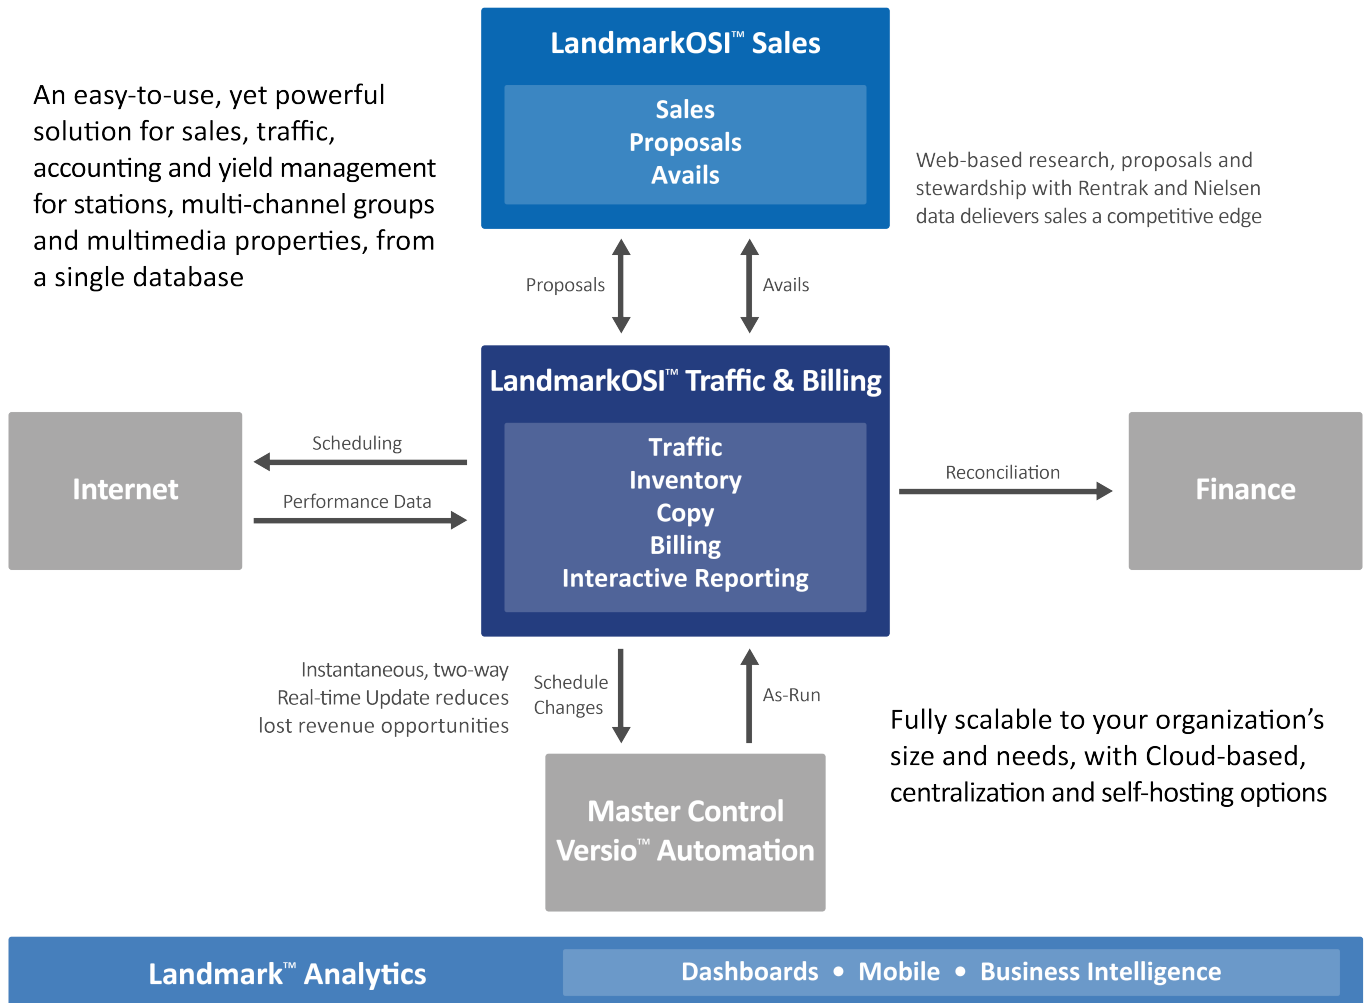 LandmarkOSI™ Sales
Sales
Proposals
Avails
An easy-to-use, yet powerful
solution for sales, traffic,
accounting and yield management
for stations, multi-channel groups
and multimedia properties, from
a single database
Web-based research, proposals and
stewardship with Rentrak and Nielsen
data delievers sales a competitive edge
Proposals
Avails
LandmarkOSI™ Traffic & Billing
Traffic
Inventory
Copy
Billing
Interactive Reporting
Internet
Scheduling
Performance Data
Reconciliation
Finance
Instantaneous, two-way
Real-time Update reduces
lost revenue opportunities
Schedule
Changes
As-Run
Fully scalable to your organization’s
size and needs, with Cloud-based,
centralization and self-hosting options
Master Control
Versio™ Automation
Landmark™ Analytics
Dashboards • Mobile • Business Intelligence